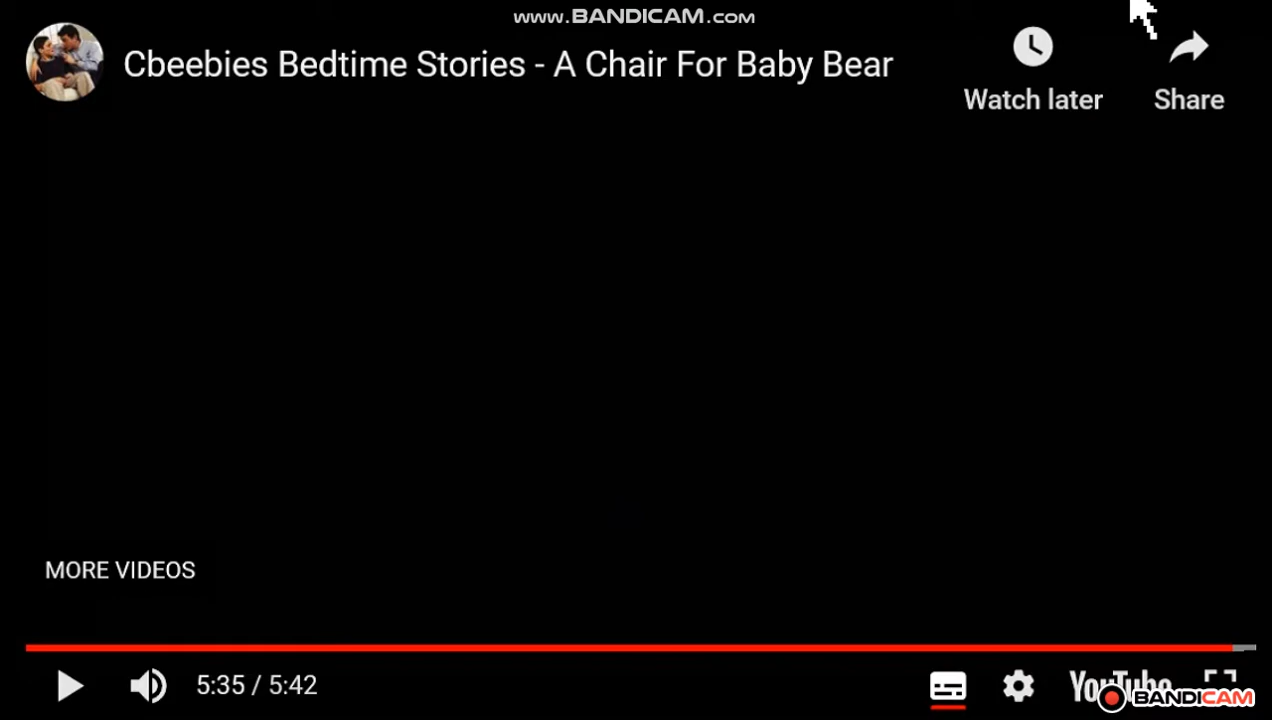 www.BANDICAM.com
Cbeebies Bedtime Stories - A Chair For Baby Bear
Watch later
Share
MORE VIDEOS
5:35 / 5:42
YouTube
BANDICAM